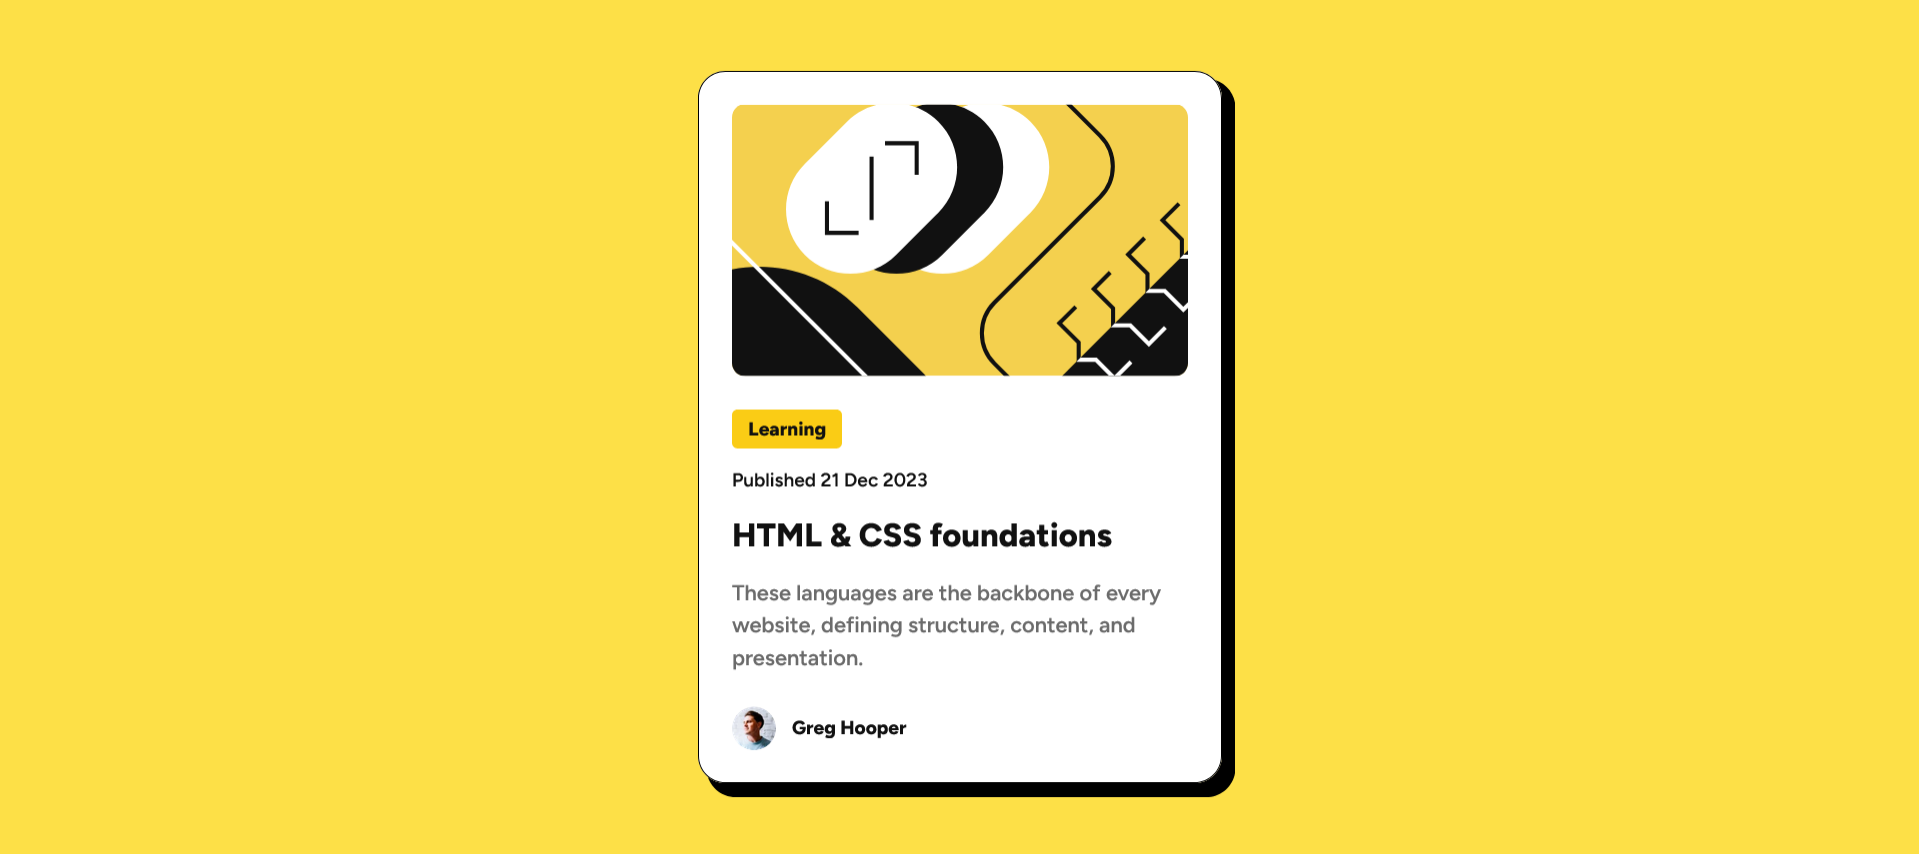 Learning
Published 21 Dec 2023
HTML & CSS foundations
These languages are the backbone of every
website, defining structure, content, and
presentation.
Greg Hooper